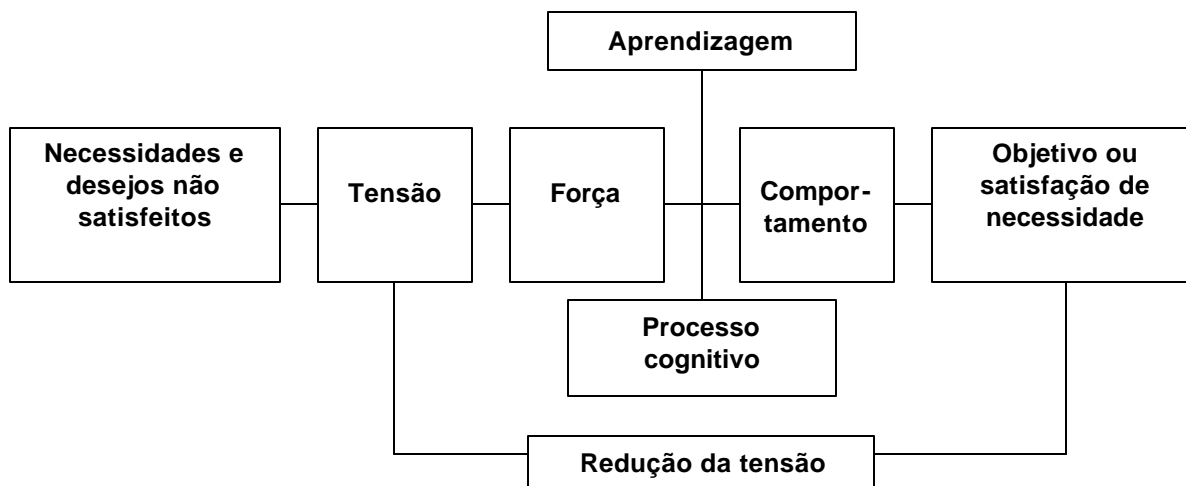 Aprendizagem
Necessidades e
desejos não
satisfeitos
Tensão
Força
Compor-
tamento
Objetivo ou
satisfação de
necessidade
Processo
cognitivo
Redução da tensão